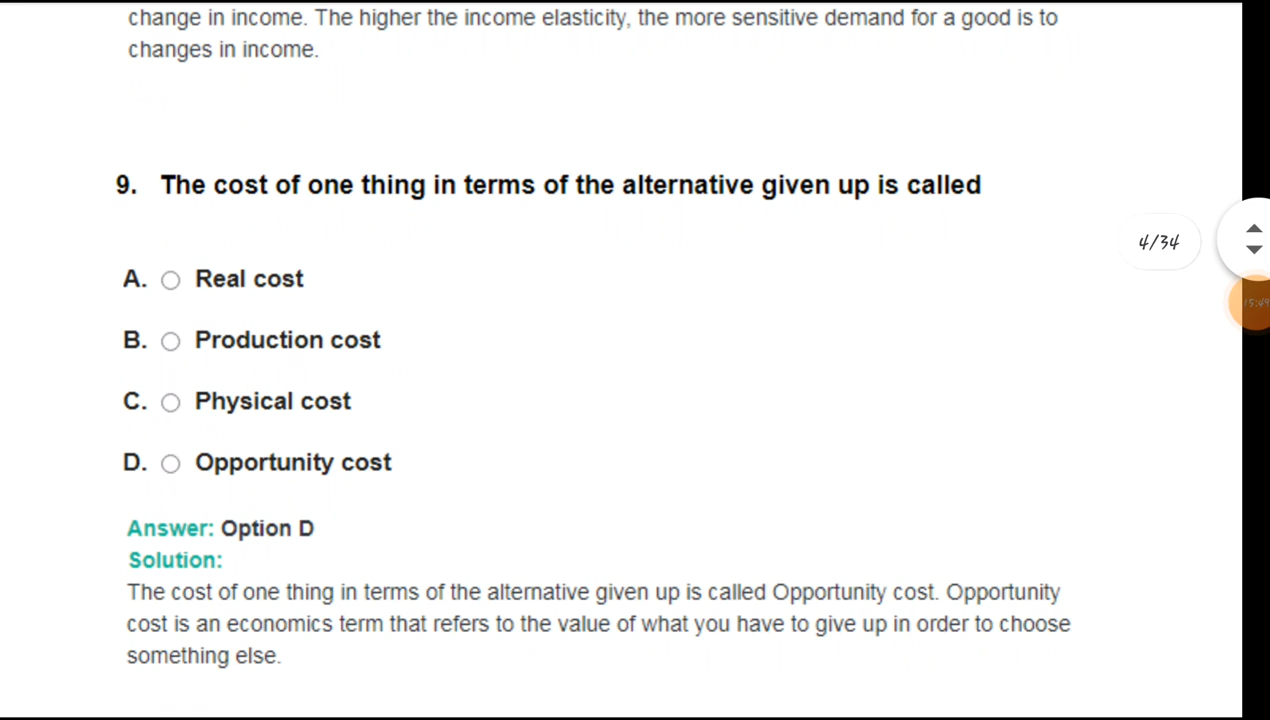 change in income. The higher the income elasticity, the more sensitive demand for a good is to
changes in income.
9. The cost of one thing in terms of the alternative given up is called
4/34
15:49
A. Real cost
B. Production cost
C. Physical cost
D. Opportunity cost
Answer: Option D
Solution:
The cost of one thing in terms of the alternative given up is called Opportunity cost. Opportunity
cost is an economics term that refers to the value of what you have to give up in order to choose
something else.